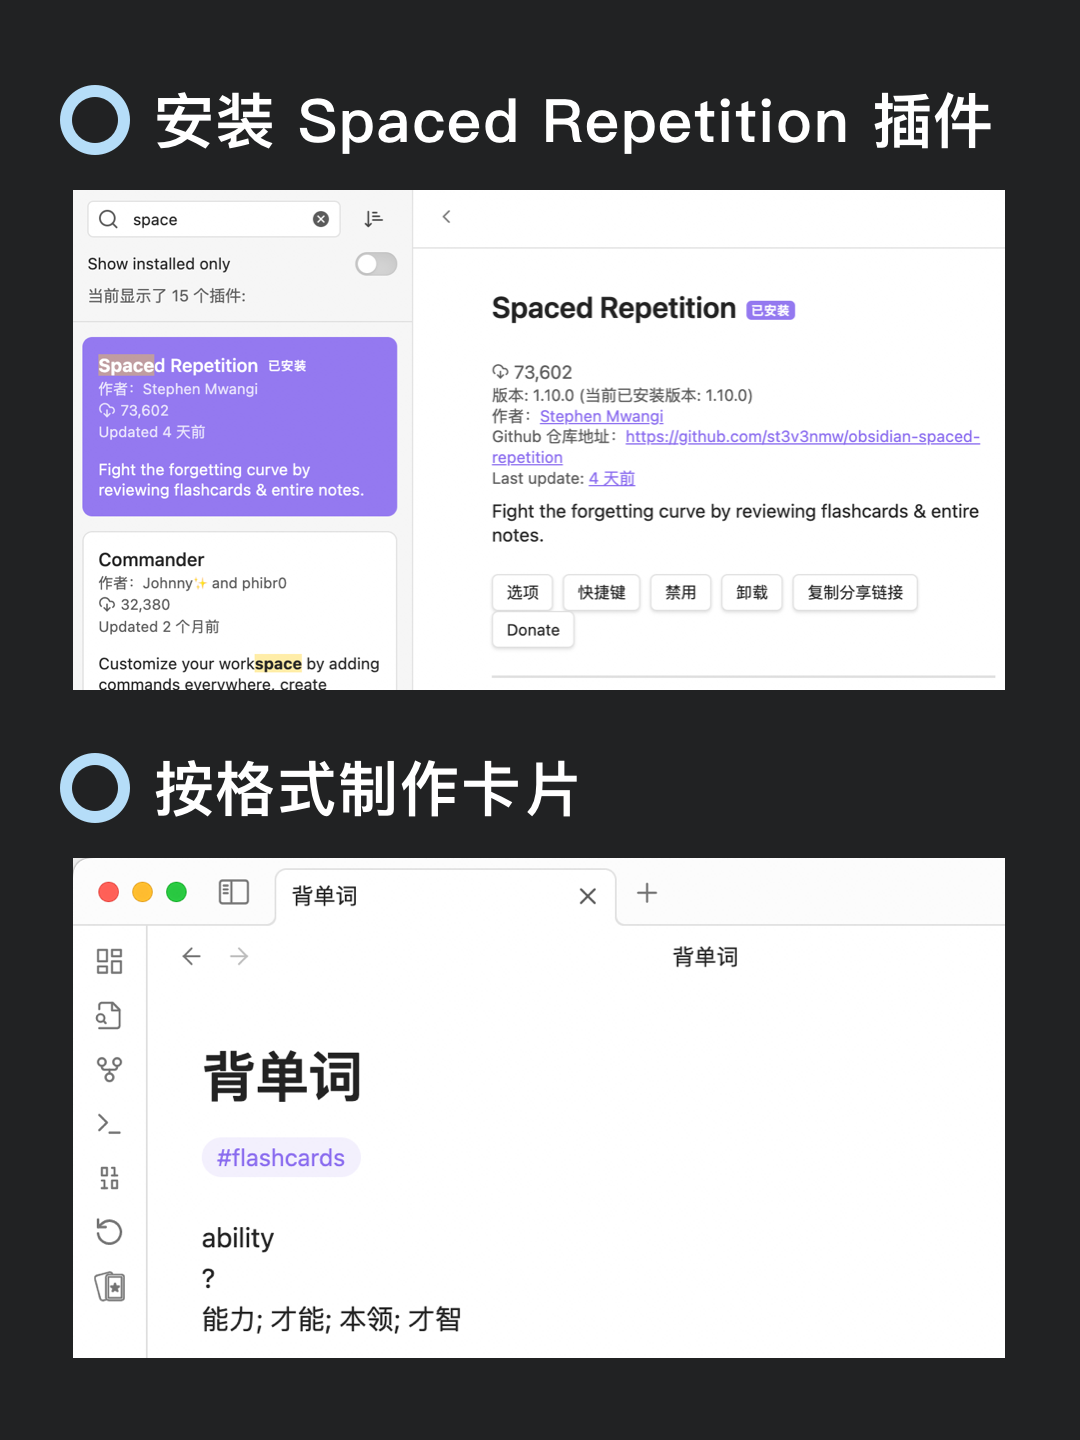 安装 Spaced Repetition 插件
space
Show installed only
当前显示了 15 个插件:
Spaced Repetition 已安装
作者：Stephen Mwangi
73,602
Updated 4 天前
Fight the forgetting curve by
reviewing flashcards & entire notes.
Commander
作者：Johnny✨ and phibr0
32,380
Updated 2 个月前
Customize your workspace by adding
commands everywhere, create
Spaced Repetition 已安装
73,602
版本: 1.10.0 (当前已安装版本: 1.10.0)
作者：Stephen Mwangi
Github 仓库地址：https://github.com/st3v3nmw/obsidian-spaced-
repetition
Last update: 4 天前
Fight the forgetting curve by reviewing flashcards & entire
notes.
选项 快捷键 禁用 卸载 复制分享链接
Donate
按格式制作卡片
背单词
背单词
背单词
#flashcards
ability
?
能力; 才能; 本领; 才智